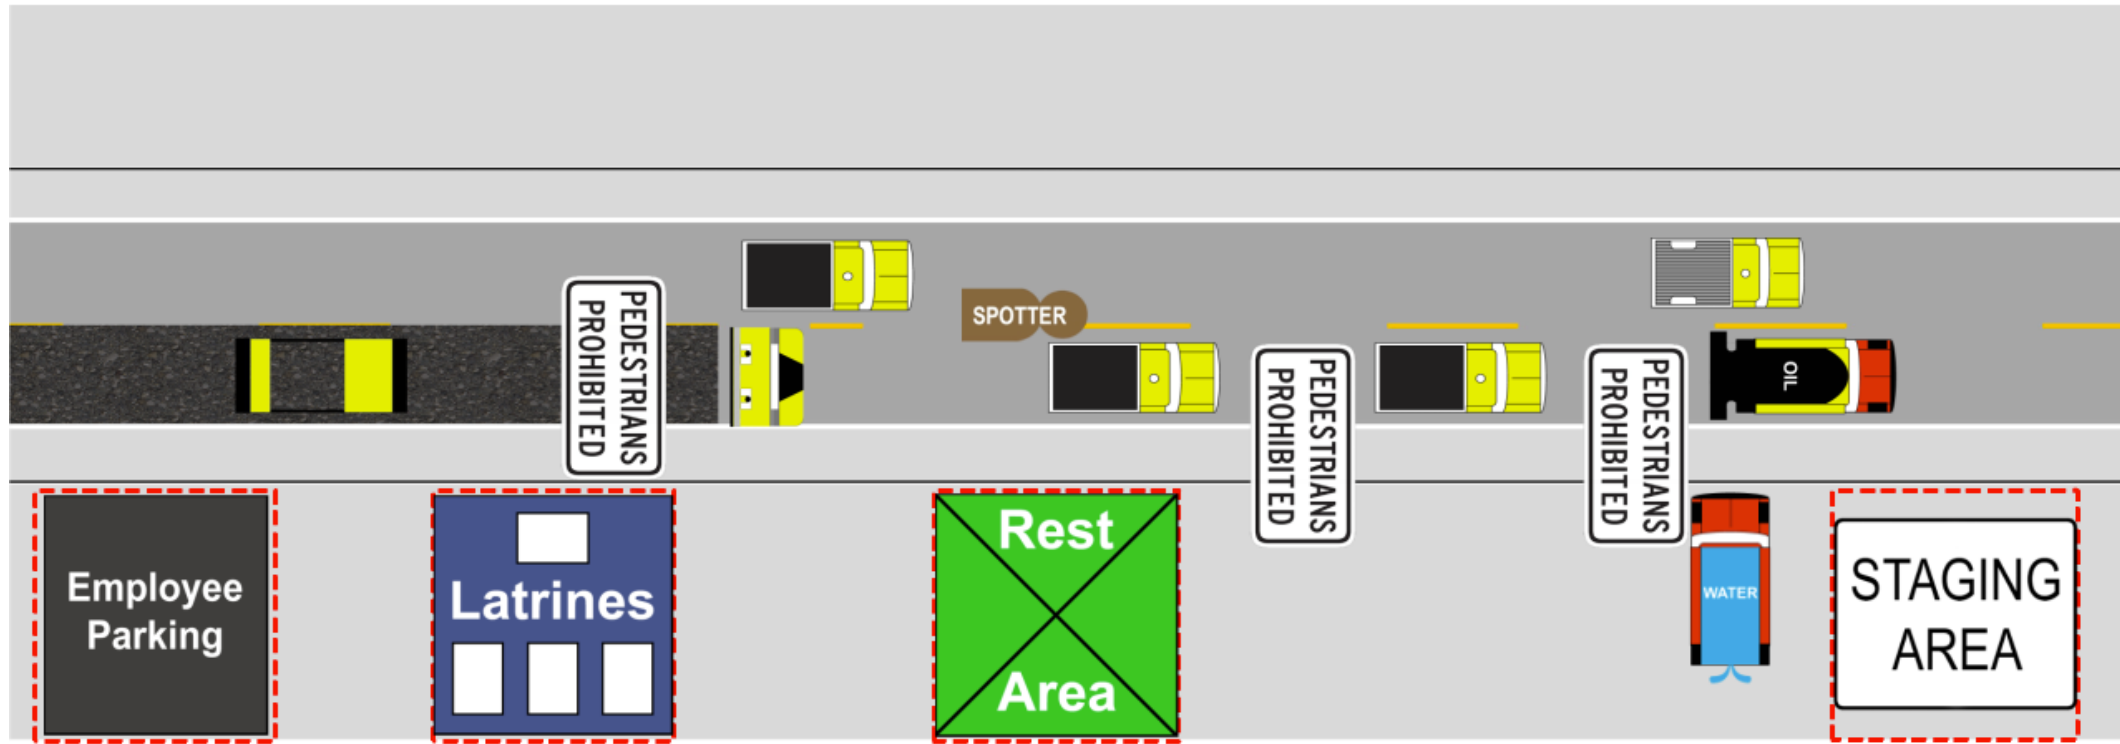 PEDESTRIANS
PROHIBITED
SPOTTER
PEDESTRIANS
PROHIBITED
PEDESTRIANS
PROHIBITED
OIL
Employee
Parking
Latrines
Rest
Area
WATER
STAGING
AREA